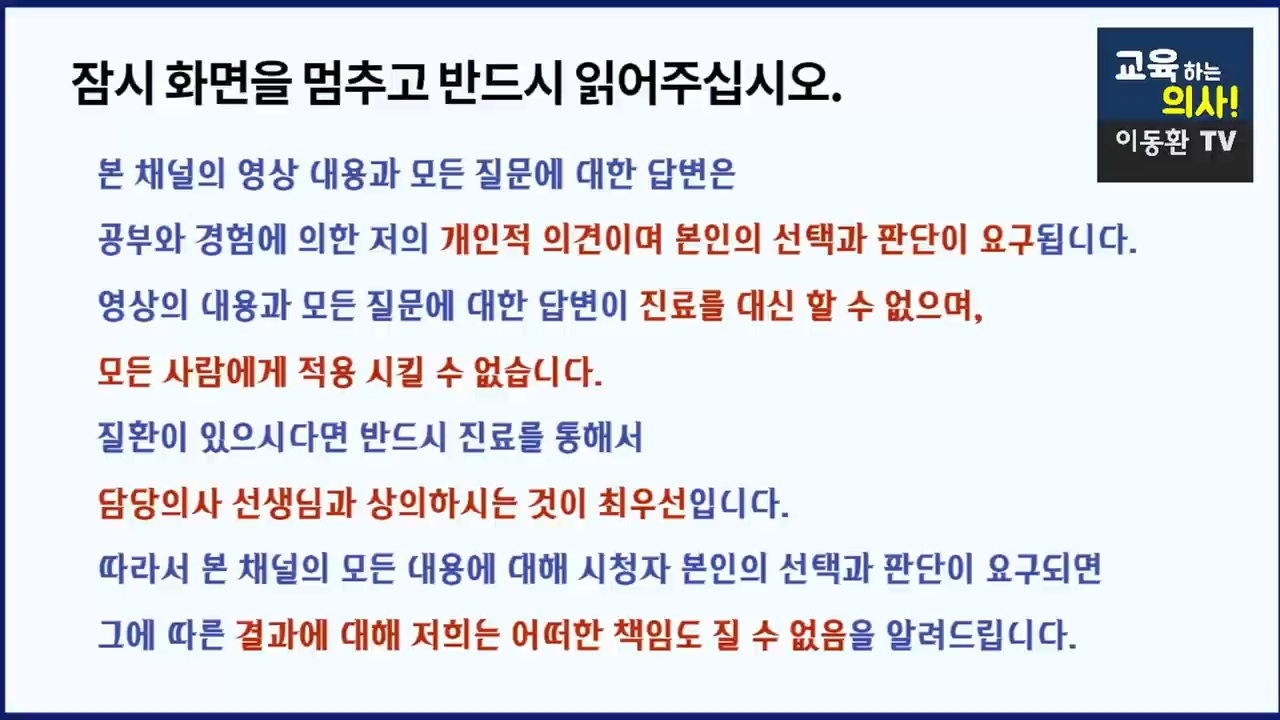 잠시 화면을 멈추고 반드시 읽어주십시오.
교육하는
의사!
이동환 TV
본 채널의 영상 내용과 모든 질문에 대한 답변은
공부와 경험에 의한 저의 개인적 의견이며 본인의 선택과 판단이 요구됩니다.
영상의 내용과 모든 질문에 대한 답변이 진료를 대신 할 수 없으며,
모든 사람에게 적용 시킬 수 없습니다.
질환이 있으시다면 반드시 진료를 통해서
담당의사 선생님과 상의하시는 것이 최우선입니다.
따라서 본 채널의 모든 내용에 대해 시청자 본인의 선택과 판단이 요구되면
그에 따른 결과에 대해 저희는 어떠한 책임도 질 수 없음을 알려드립니다.